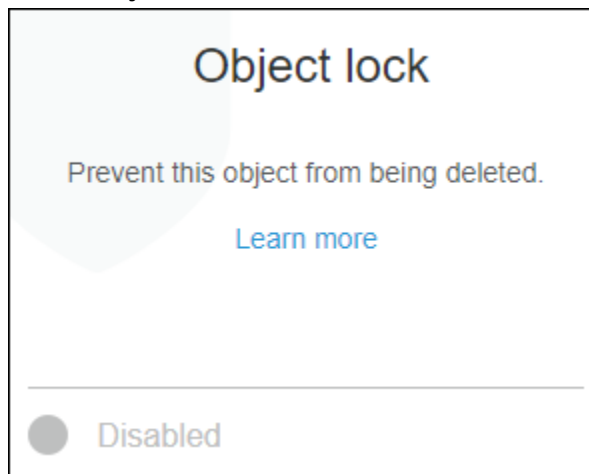 Object lock
Prevent this object from being deleted.
Learn more
Disabled